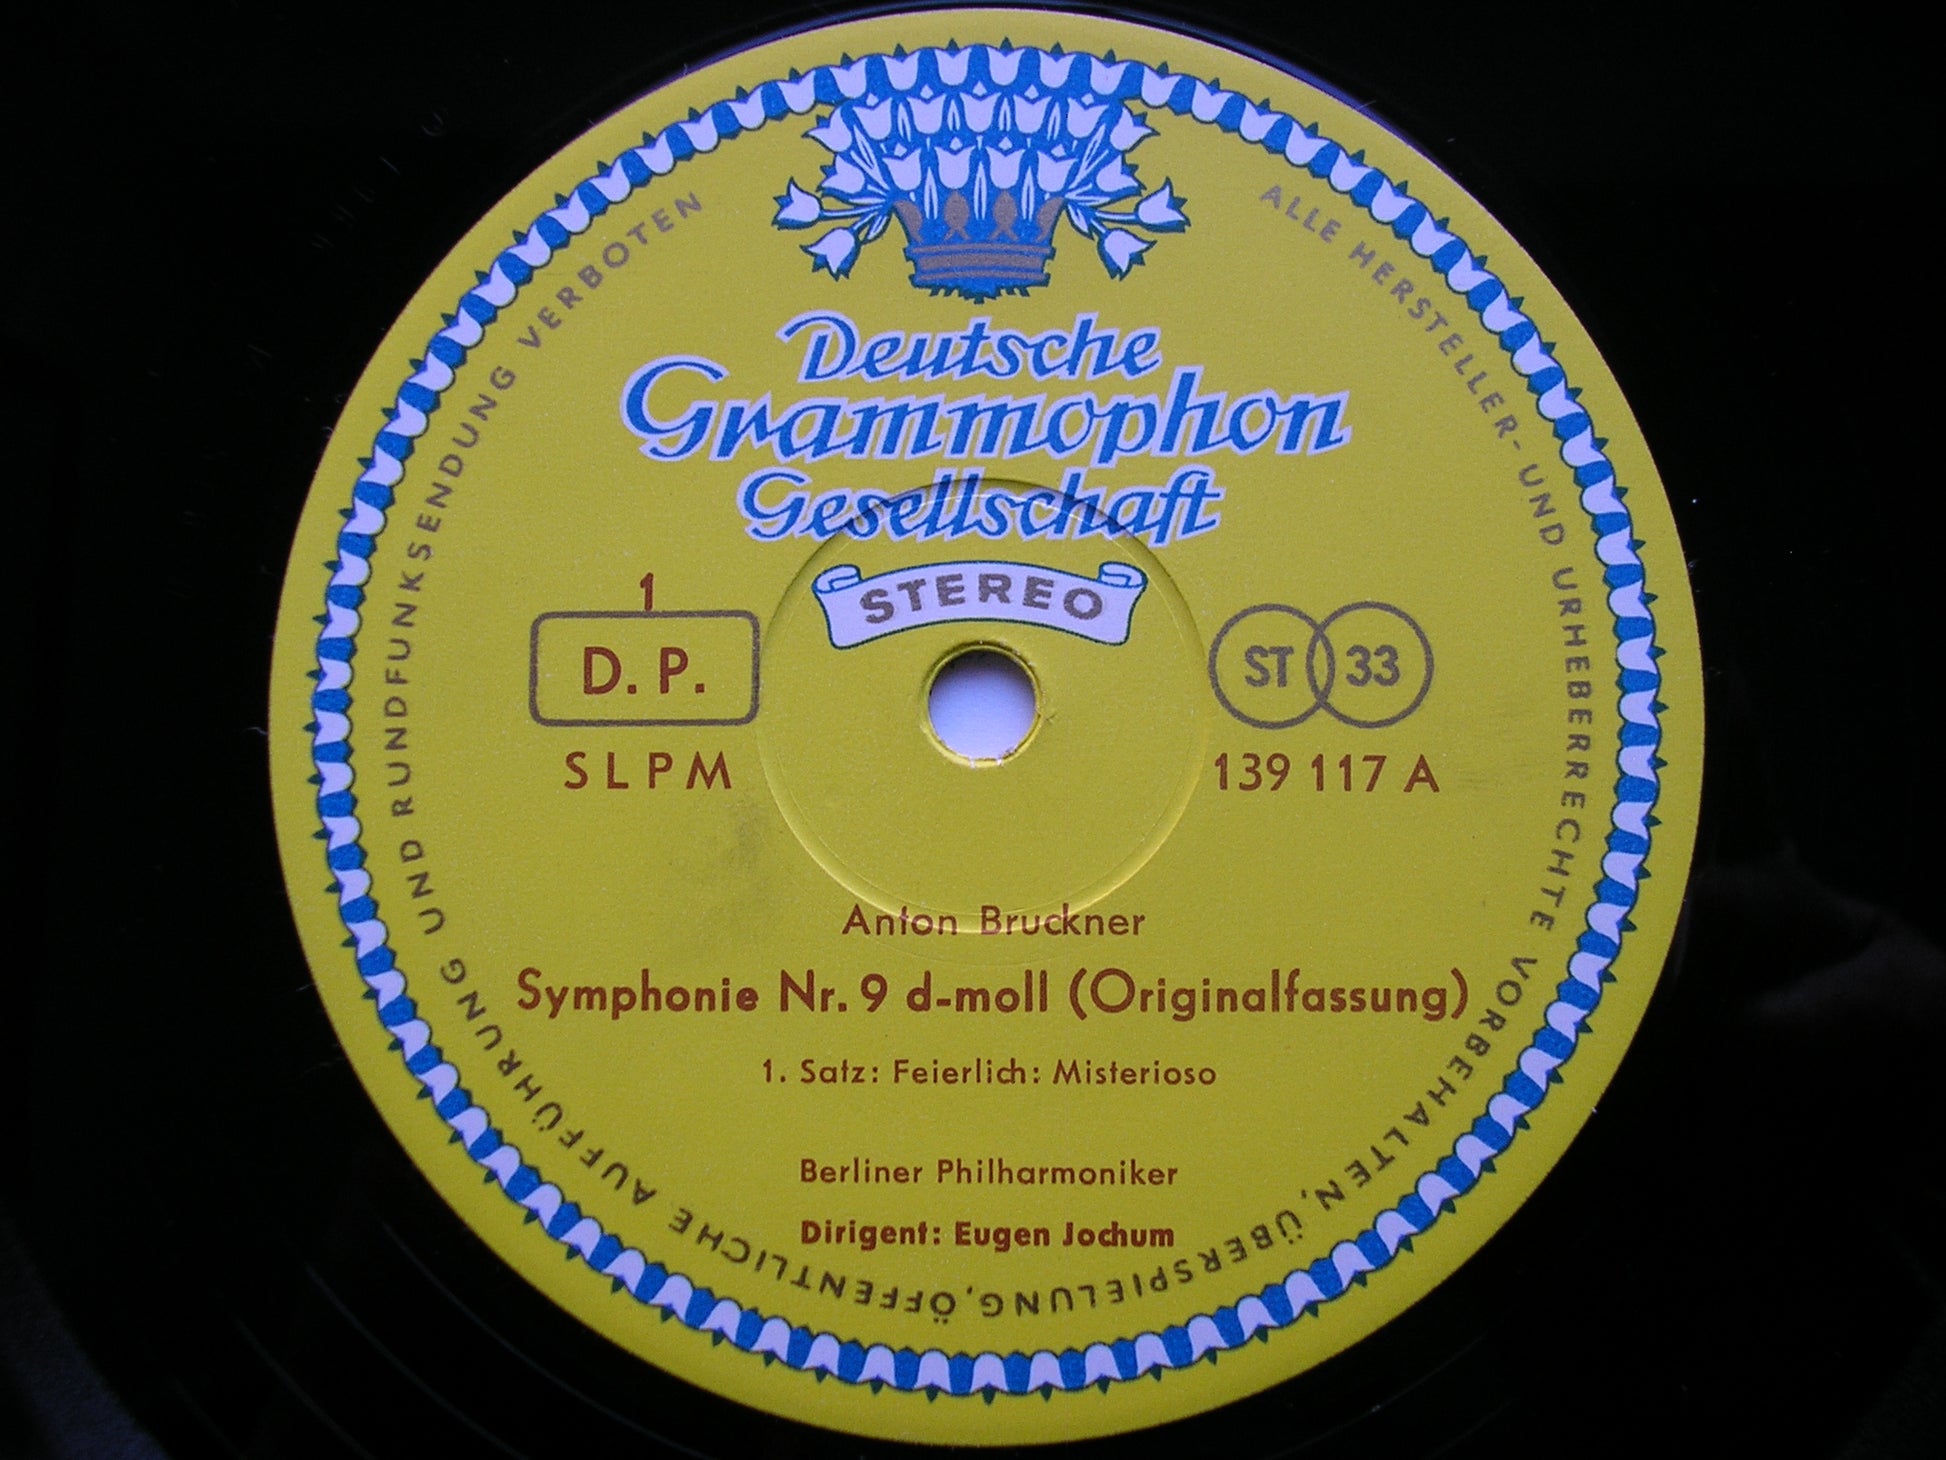 Deutsche
Grammophon
Gesellschaft
STEREO
1
D. P.
ST 33
SLPM
139 117 A
Anton Bruckner
Symphonie Nr. 9 d-moll (Originalfassung)
1. Satz: Feierlich: Misterioso
Berliner Philharmoniker
Dirigent: Eugen Jochum
ALLE HERSTELLER- UND URHEBERRECHTE VORBEHALTEN, ÜBERSPIELUNG, ÖFFENTLICHE AUFFÜHRUNG UND RUNDFUNKSENDUNG VERBOTEN